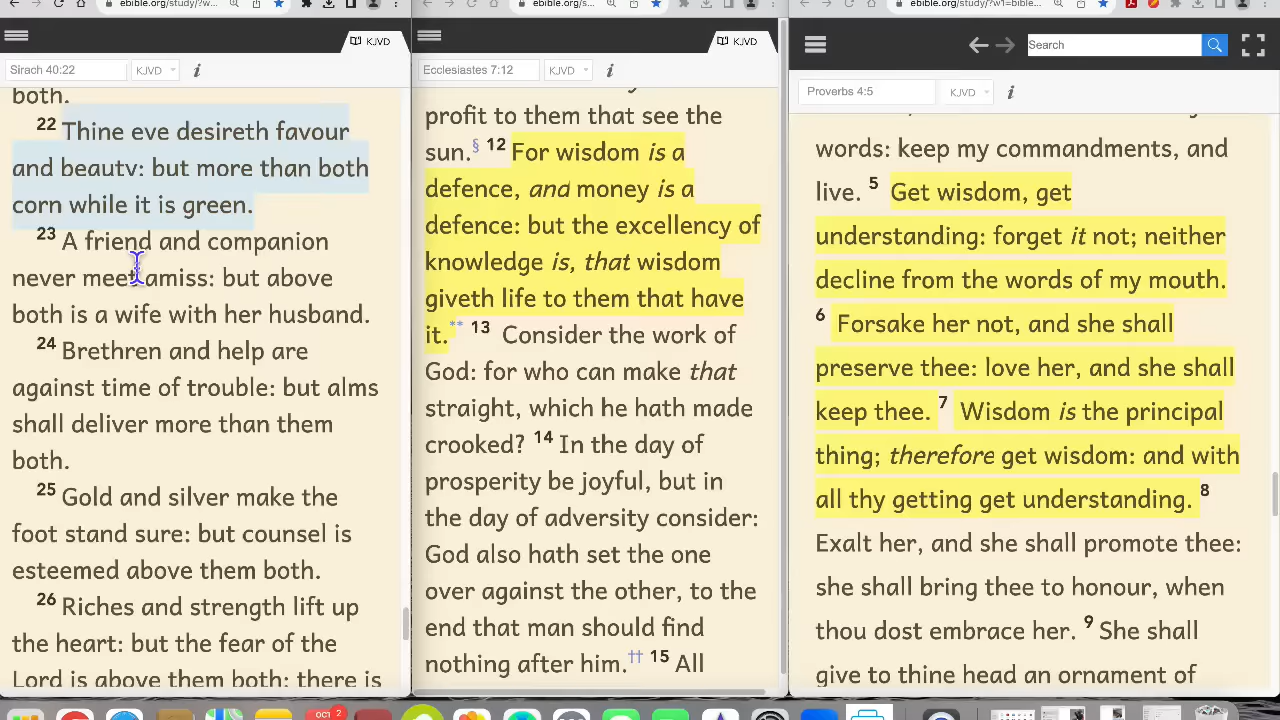 ebible.org/study/?w...
KJVD
Sirach 40:22
KJVD
i
both.
22 Thine eye desireth favour
and beauty: but more than both
corn while it is green.
23 A friend and companion
never meet amiss: but above
both is a wife with her husband.
24 Brethren and help are
against time of trouble: but alms
shall deliver more than them
both.
25 Gold and silver make the
foot stand sure: but counsel is
esteemed above them both.
26 Riches and strength lift up
the heart: but the fear of the
Lord is above them both: there is
ebible.org/s...
KJVD
Ecclesiastes 7:12
KJVD
i
profit to them that see the
sun.§ 12 For wisdom is a
defence, and money is a
defence: but the excellency of
knowledge is, that wisdom
giveth life to them that have
it.** 13 Consider the work of
God: for who can make that
straight, which he hath made
crooked? 14 In the day of
prosperity be joyful, but in
the day of adversity consider:
God also hath set the one
over against the other, to the
end that man should find
nothing after him.†† 15 All
ebible.org/study/?w1=bible...
Search
Proverbs 4:5
KJVD
i
words: keep my commandments, and
live. 5 Get wisdom, get
understanding: forget it not; neither
decline from the words of my mouth.
6 Forsake her not, and she shall
preserve thee: love her, and she shall
keep thee. 7 Wisdom is the principal
thing; therefore get wisdom: and with
all thy getting get understanding. 8
Exalt her, and she shall promote thee:
she shall bring thee to honour, when
thou dost embrace her. 9 She shall
give to thine head an ornament of
OCT 2